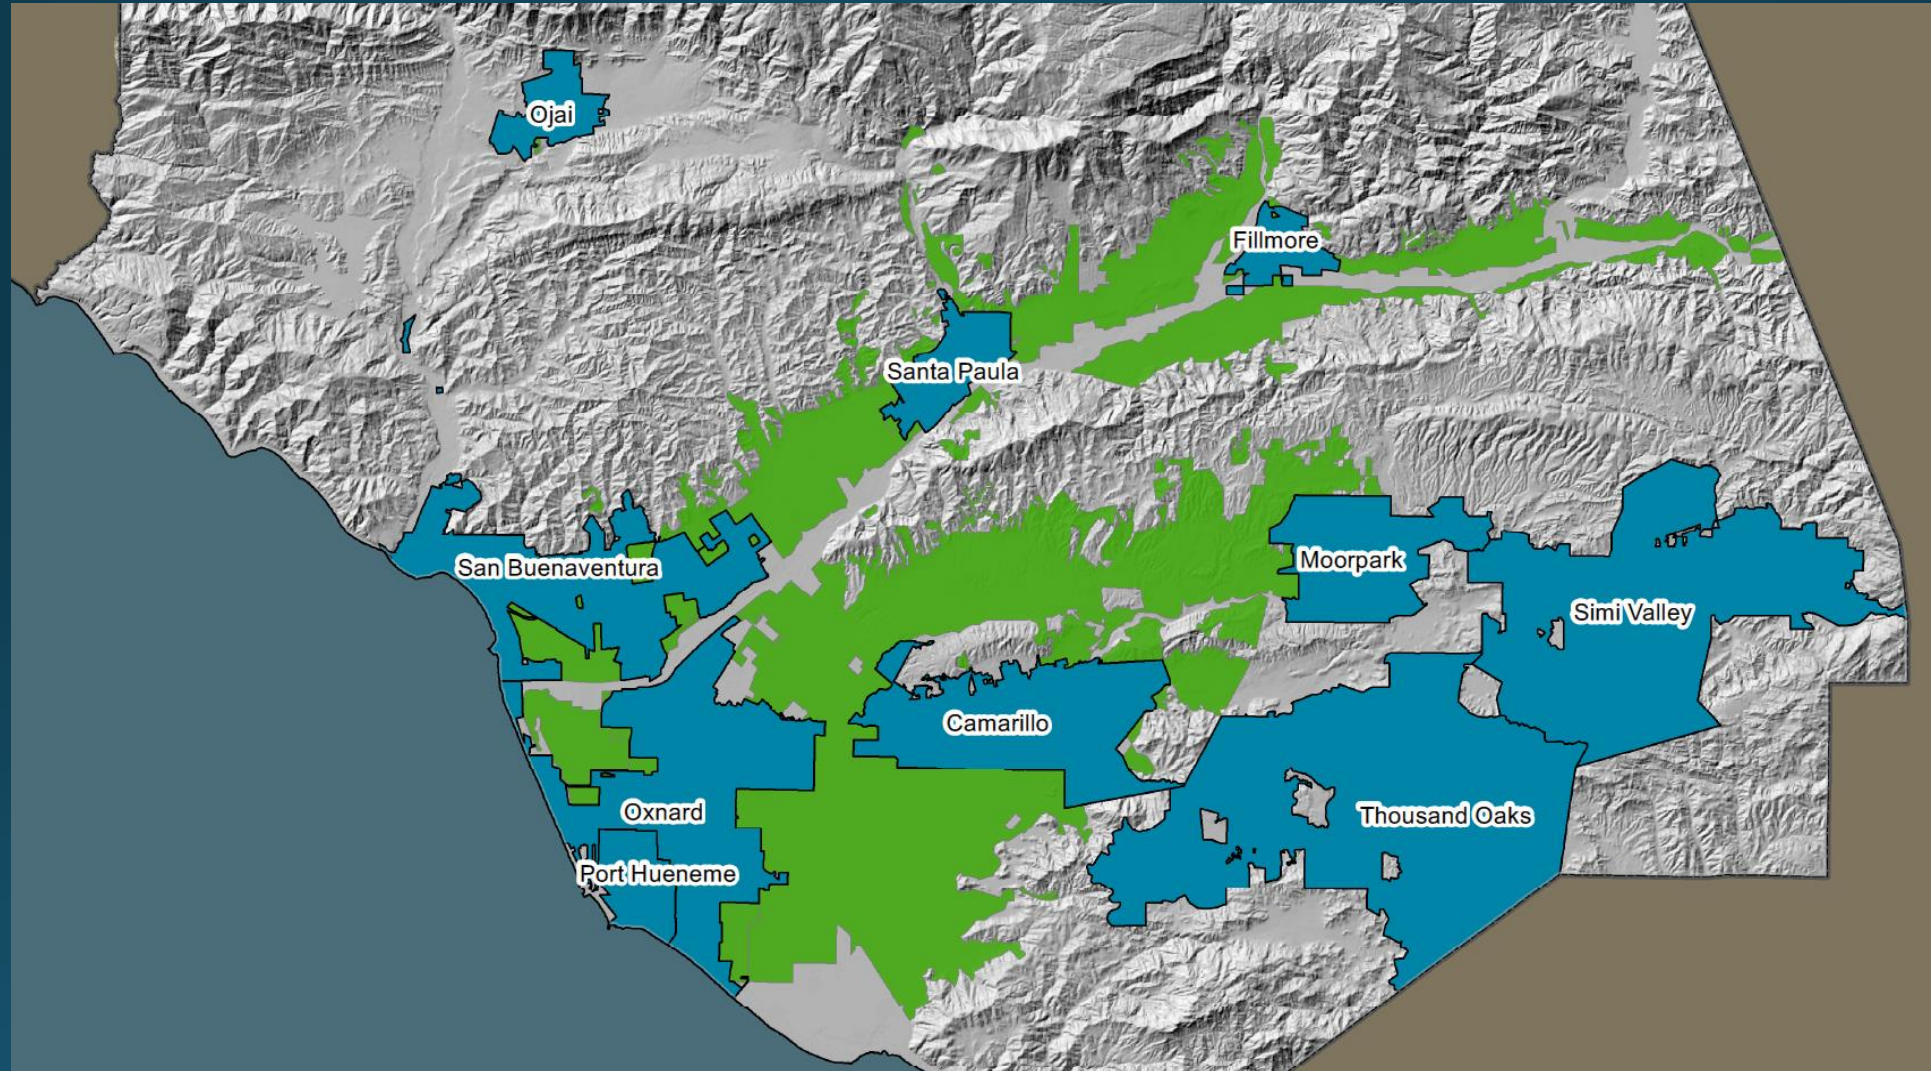 Ojai
Fillmore
Santa Paula
San Buenaventura
Moorpark
Simi Valley
Camarillo
Oxnard
Thousand Oaks
Port Hueneme